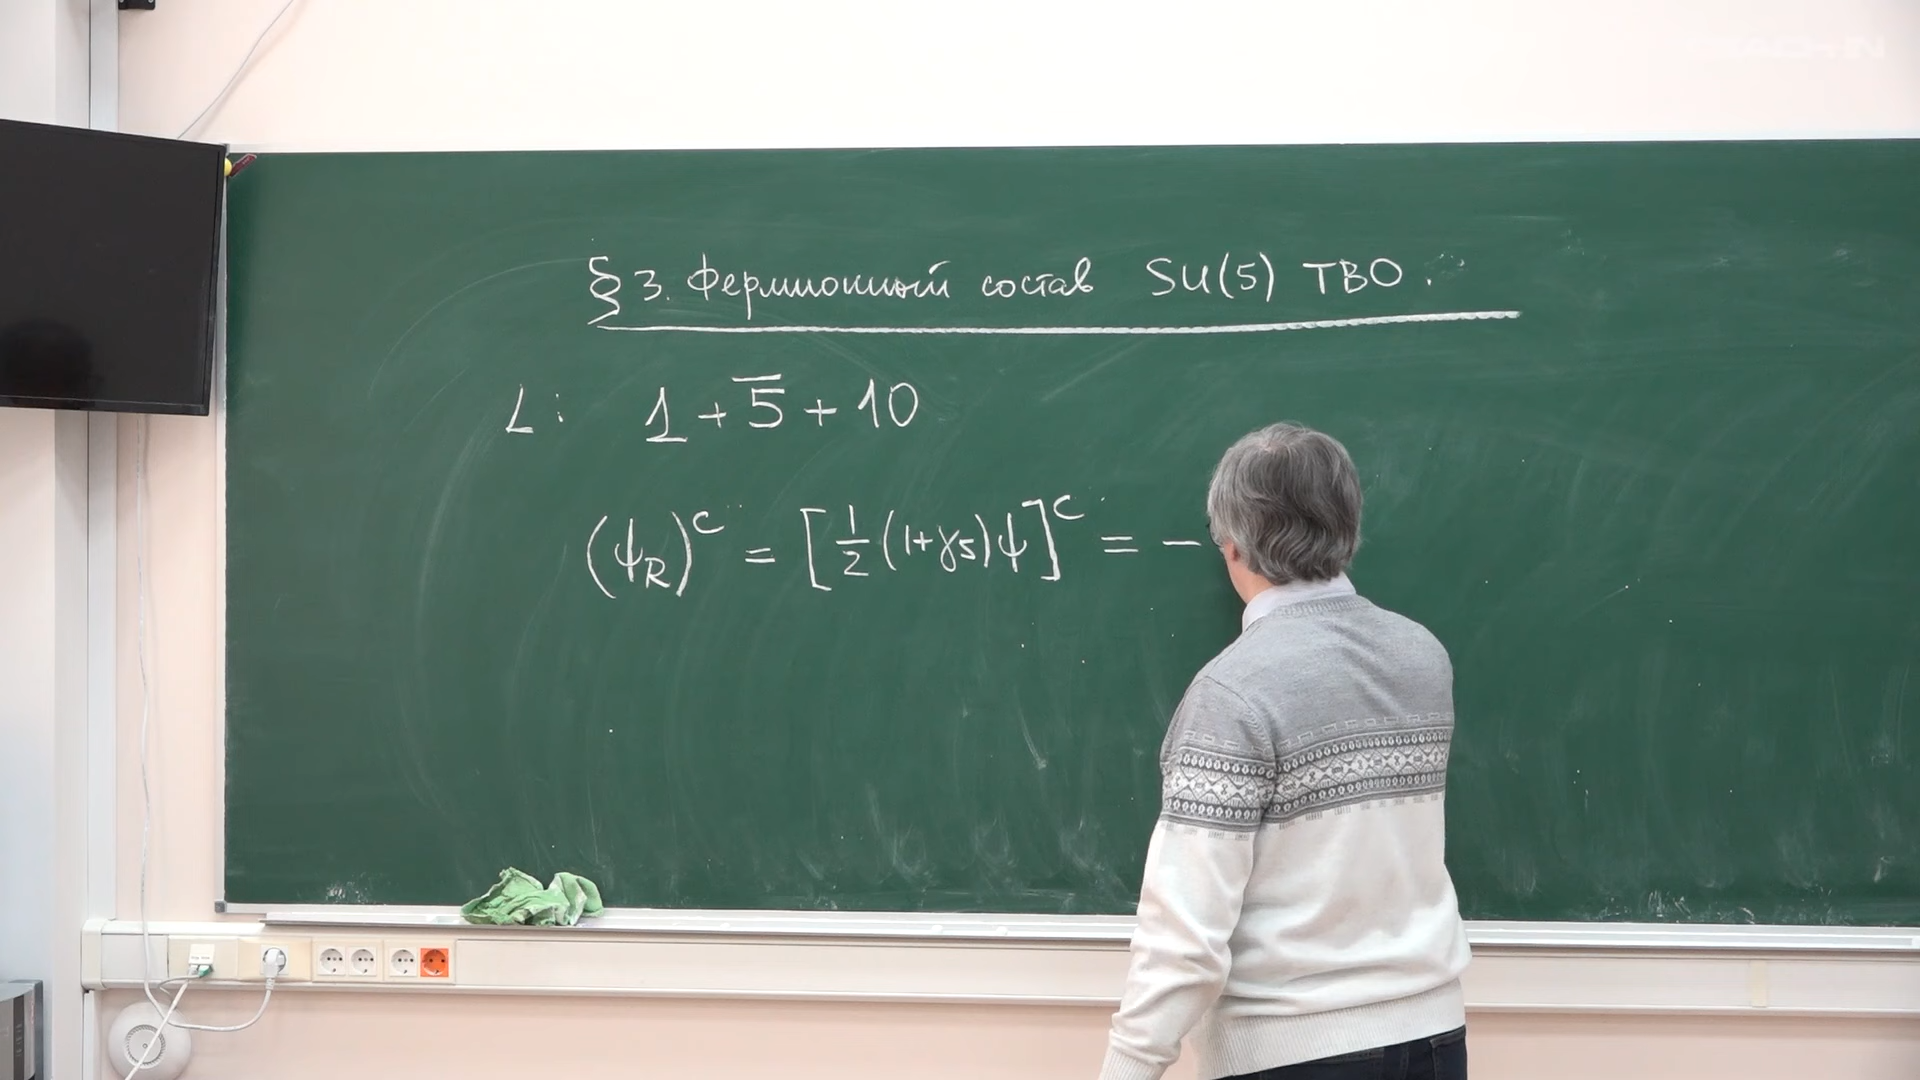 § 3. Фермионный состав SU(5) ТВО.
L: 1 + 5̅ + 10
(ψ_R)^C = [1/2 (1+γ5)ψ]^C = −